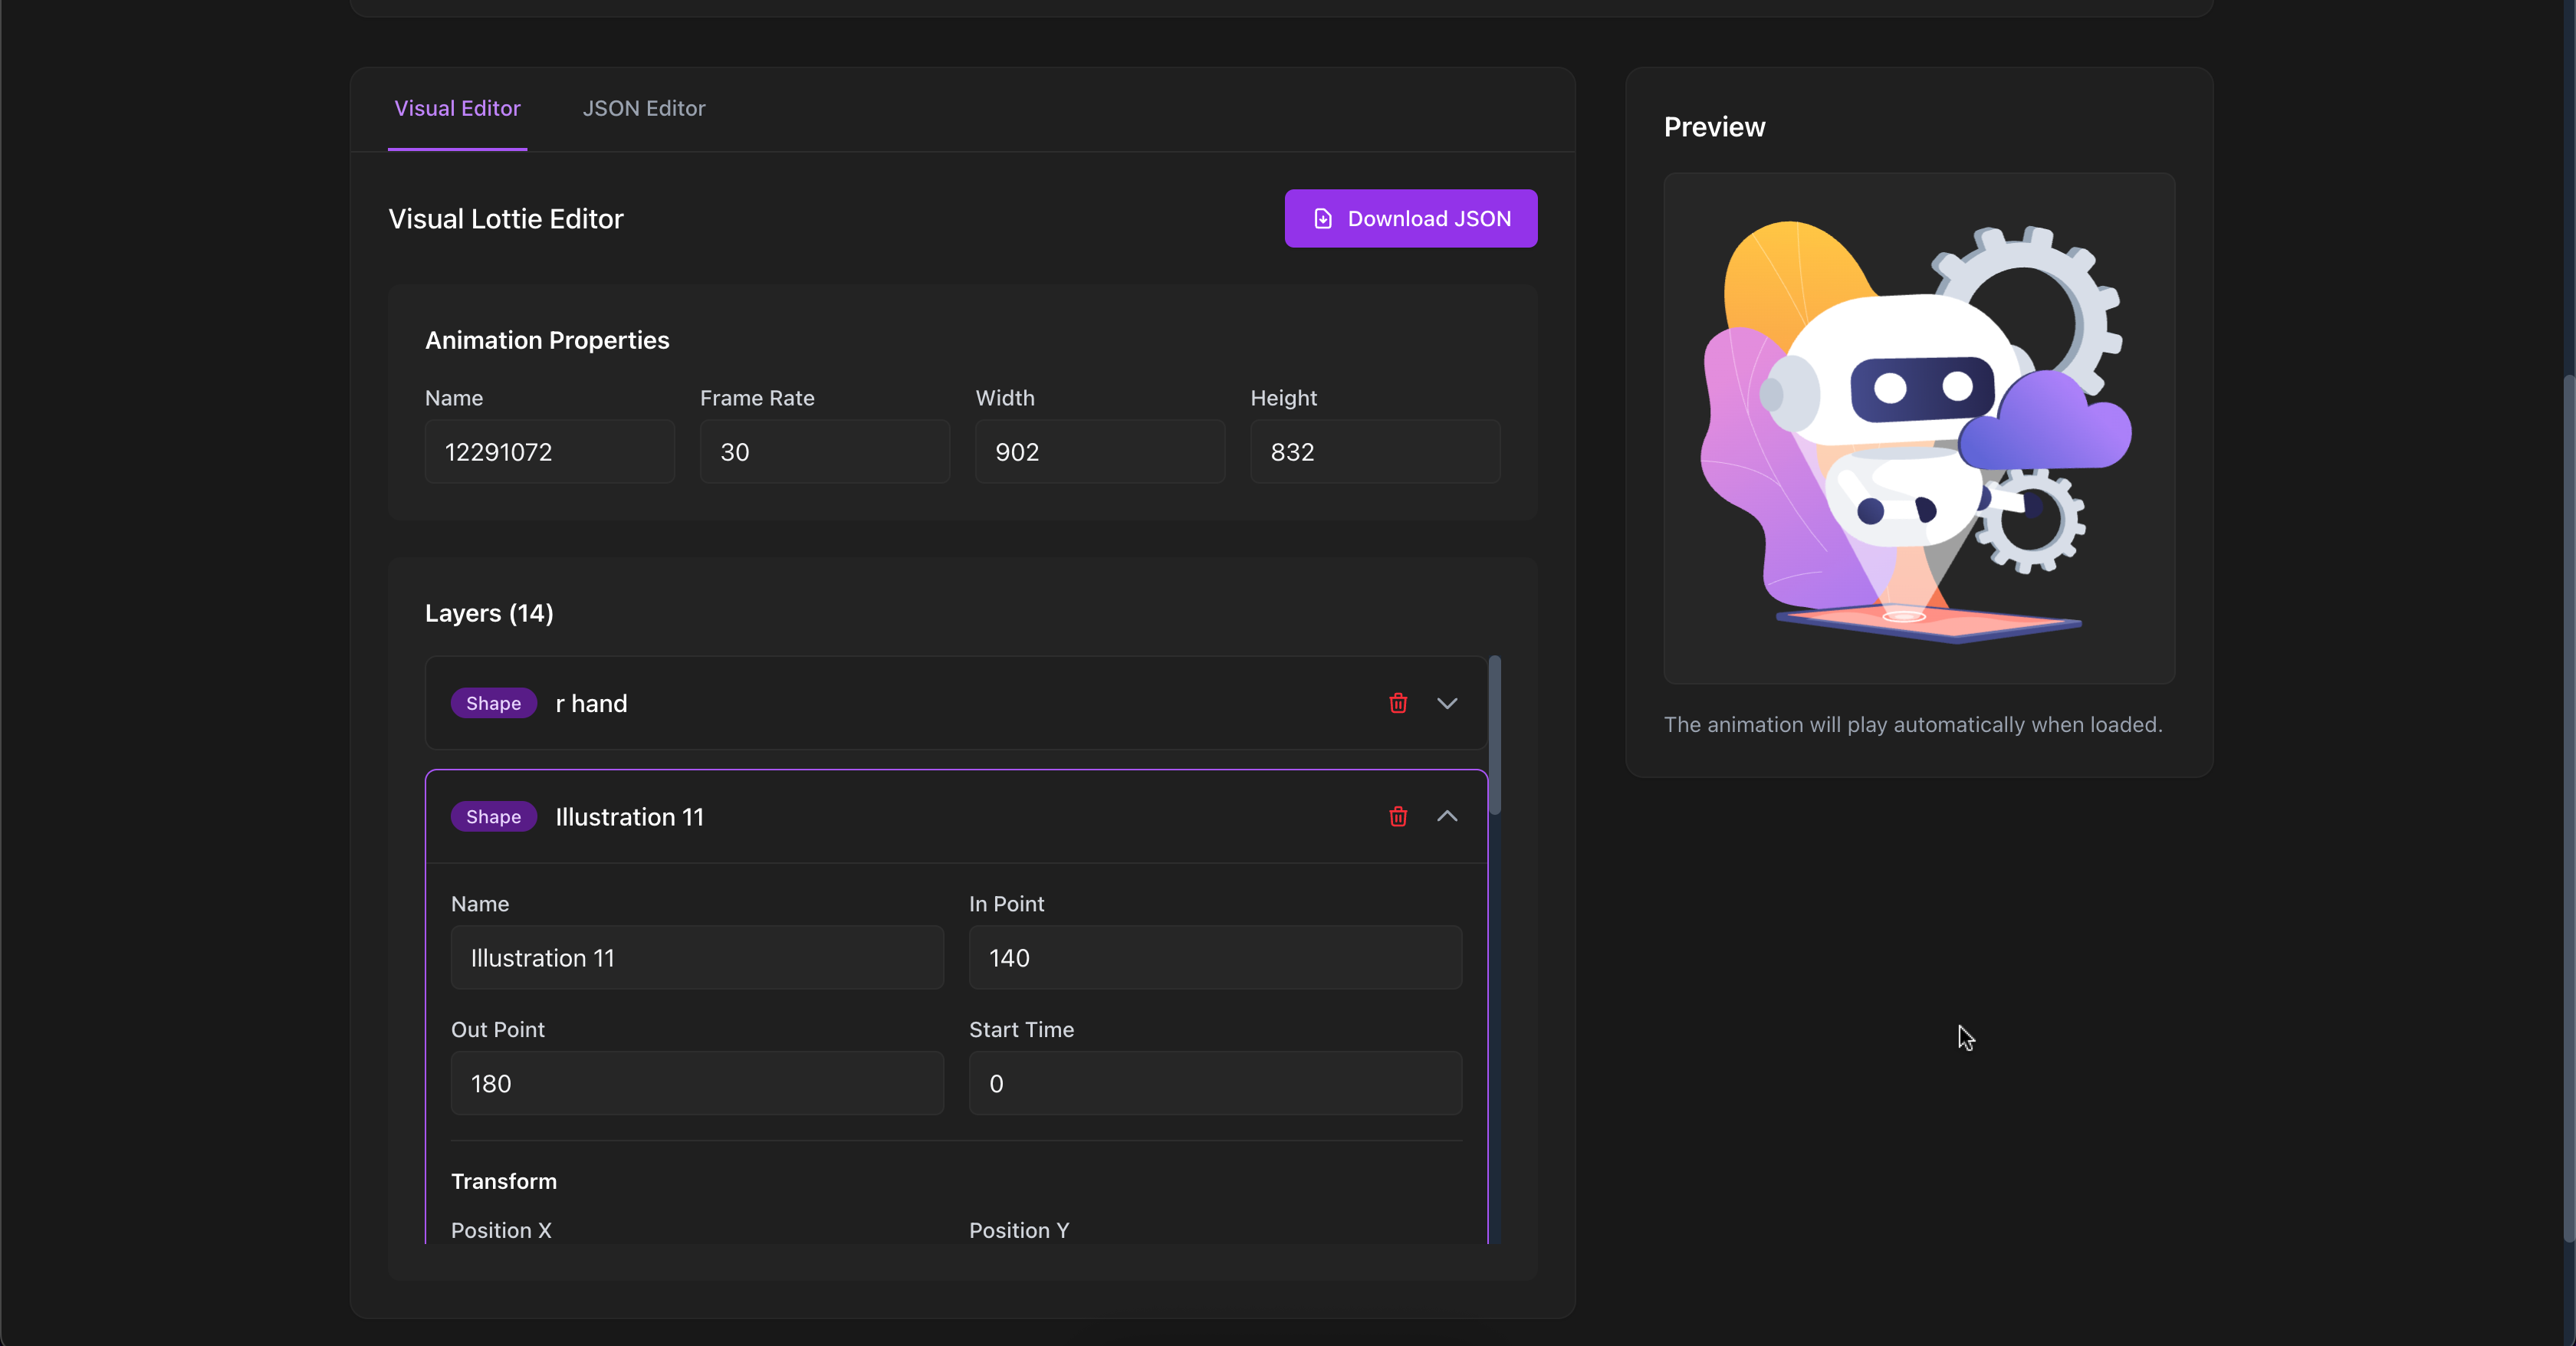 Visual Editor
JSON Editor
Visual Lottie Editor
Download JSON
Animation Properties
Name
Frame Rate
Width
Height
12291072
30
902
832
Layers (14)
Shape
r hand
Shape
Illustration 11
Name
In Point
Illustration 11
140
Out Point
Start Time
180
0
Transform
Position X
Position Y
Preview
The animation will play automatically when loaded.